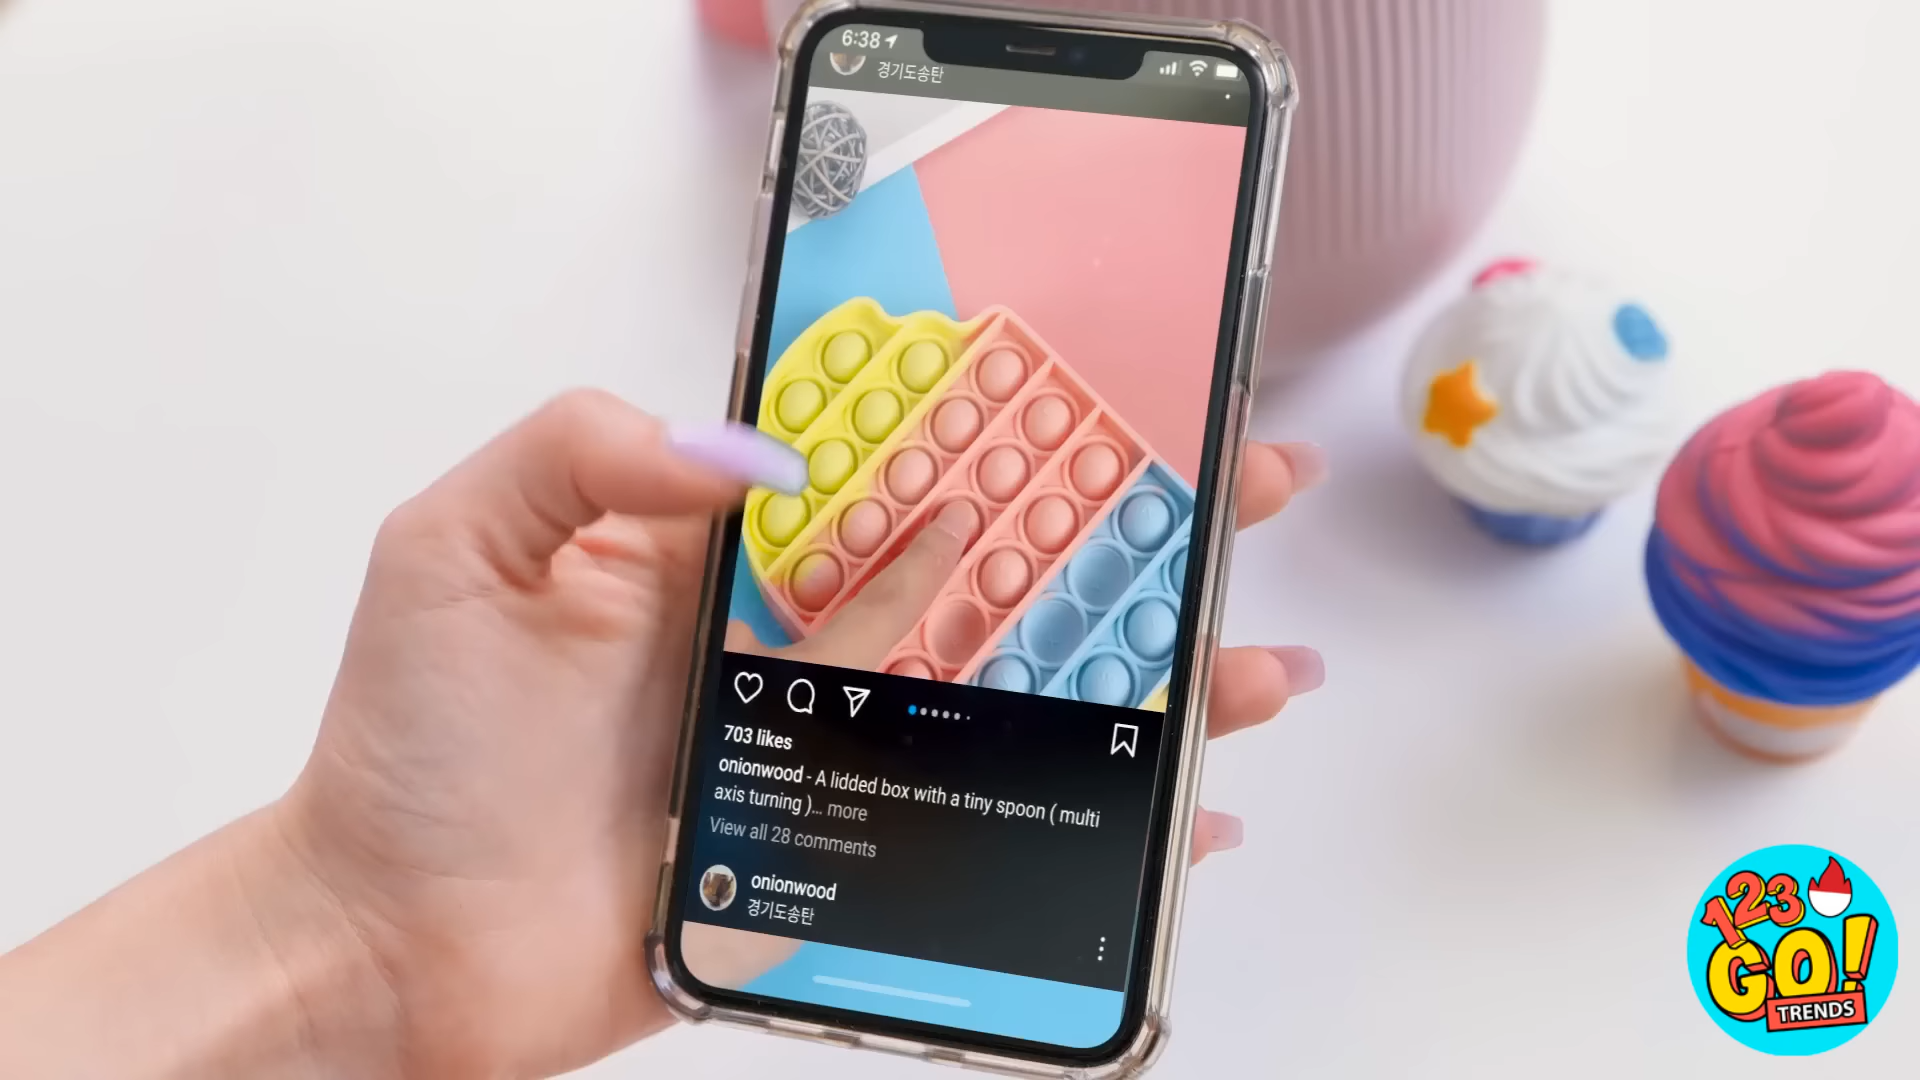 6:38
경기도송탄
703 likes
onionwood - A lidded box with a tiny spoon ( multi
axis turning )... more
View all 28 comments
onionwood
경기도송탄
123
GO!
TRENDS